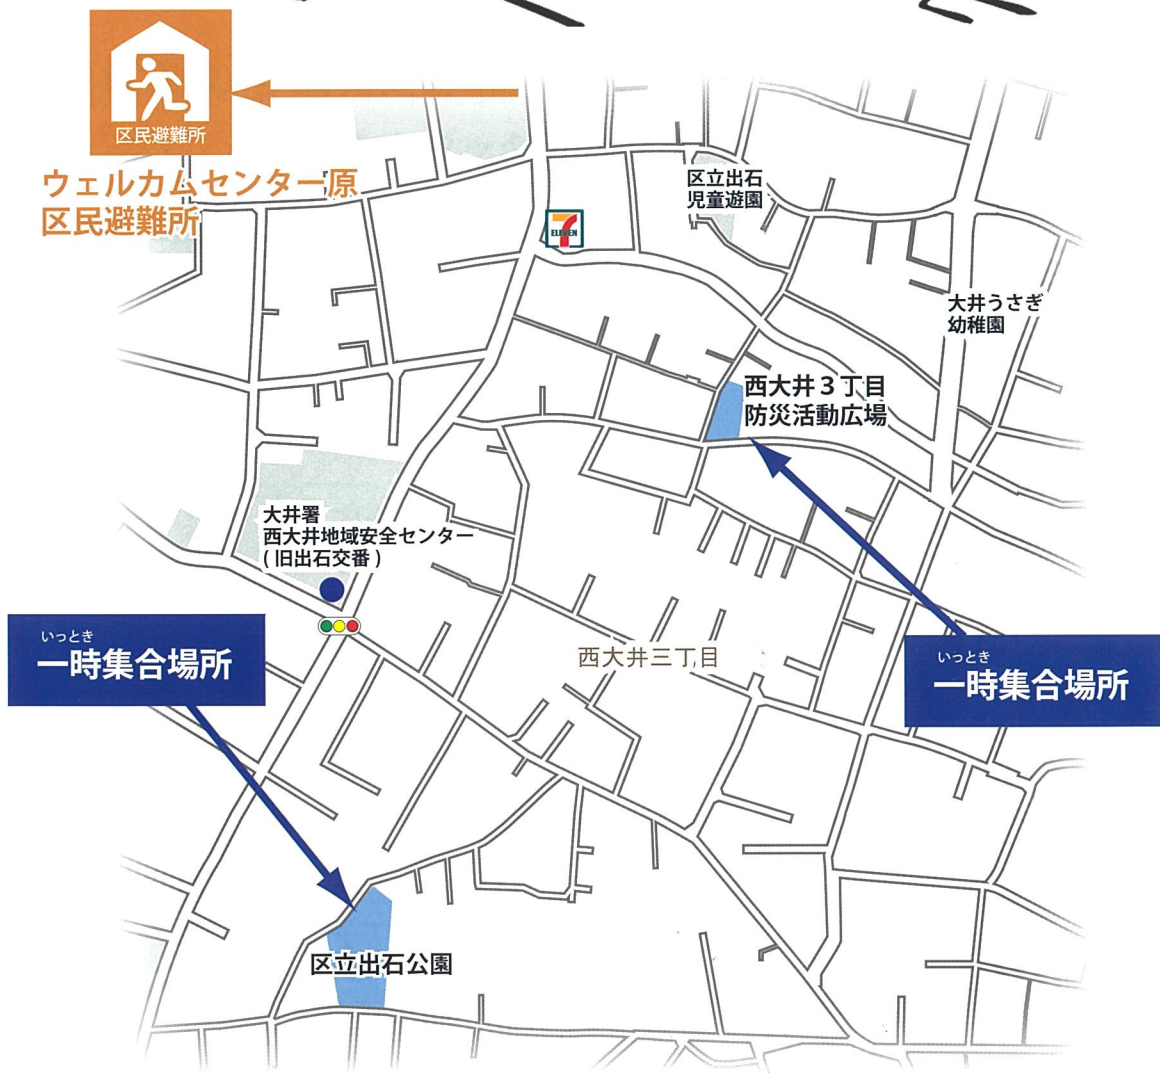 区民避難所
ウェルカムセンター原
区民避難所
区立出石
児童遊園
7
ELEVEN
大井うさぎ
幼稚園
西大井３丁目
防災活動広場
大井署
西大井地域安全センター
(旧出石交番)
いっとき
一時集合場所
西大井三丁目
いっとき
一時集合場所
区立出石公園